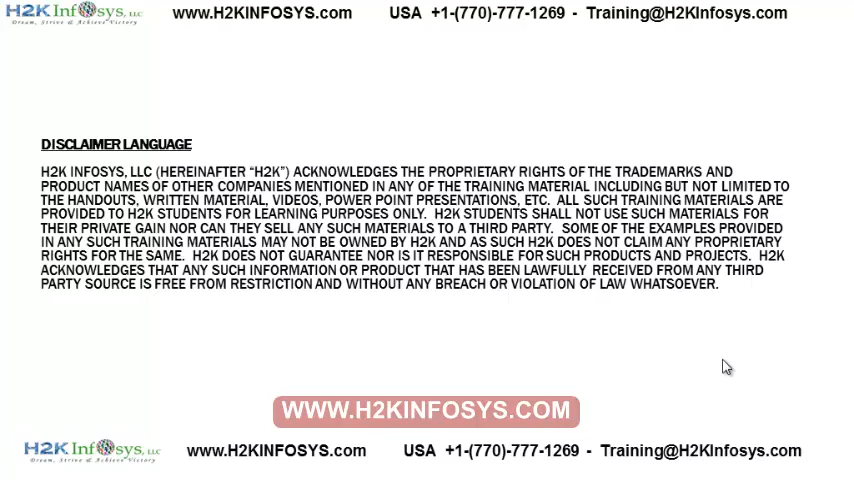 H2K Infosys, LLC www.H2KINFOSYS.com USA +1-(770)-777-1269 - Training@H2KInfosys.com
Dream, Strive & Achieve Victory
DISCLAIMER LANGUAGE
H2K INFOSYS, LLC (HEREINAFTER “H2K”) ACKNOWLEDGES THE PROPRIETARY RIGHTS OF THE TRADEMARKS AND
PRODUCT NAMES OF OTHER COMPANIES MENTIONED IN ANY OF THE TRAINING MATERIAL INCLUDING BUT NOT LIMITED TO
THE HANDOUTS, WRITTEN MATERIAL, VIDEOS, POWER POINT PRESENTATIONS, ETC. ALL SUCH TRAINING MATERIALS ARE
PROVIDED TO H2K STUDENTS FOR LEARNING PURPOSES ONLY. H2K STUDENTS SHALL NOT USE SUCH MATERIALS FOR
THEIR PRIVATE GAIN NOR CAN THEY SELL ANY SUCH MATERIALS TO A THIRD PARTY. SOME OF THE EXAMPLES PROVIDED
IN ANY SUCH TRAINING MATERIALS MAY NOT BE OWNED BY H2K AND AS SUCH H2K DOES NOT CLAIM ANY PROPRIETARY
RIGHTS FOR THE SAME. H2K DOES NOT GUARANTEE NOR IS IT RESPONSIBLE FOR SUCH PRODUCTS AND PROJECTS. H2K
ACKNOWLEDGES THAT ANY SUCH INFORMATION OR PRODUCT THAT HAS BEEN LAWFULLY RECEIVED FROM ANY THIRD
PARTY SOURCE IS FREE FROM RESTRICTION AND WITHOUT ANY BREACH OR VIOLATION OF LAW WHATSOEVER.
WWW.H2KINFOSYS.COM
H2K Infosys, LLC www.H2KINFOSYS.com USA +1-(770)-777-1269 - Training@H2KInfosys.com
Dream, Strive & Achieve Victory